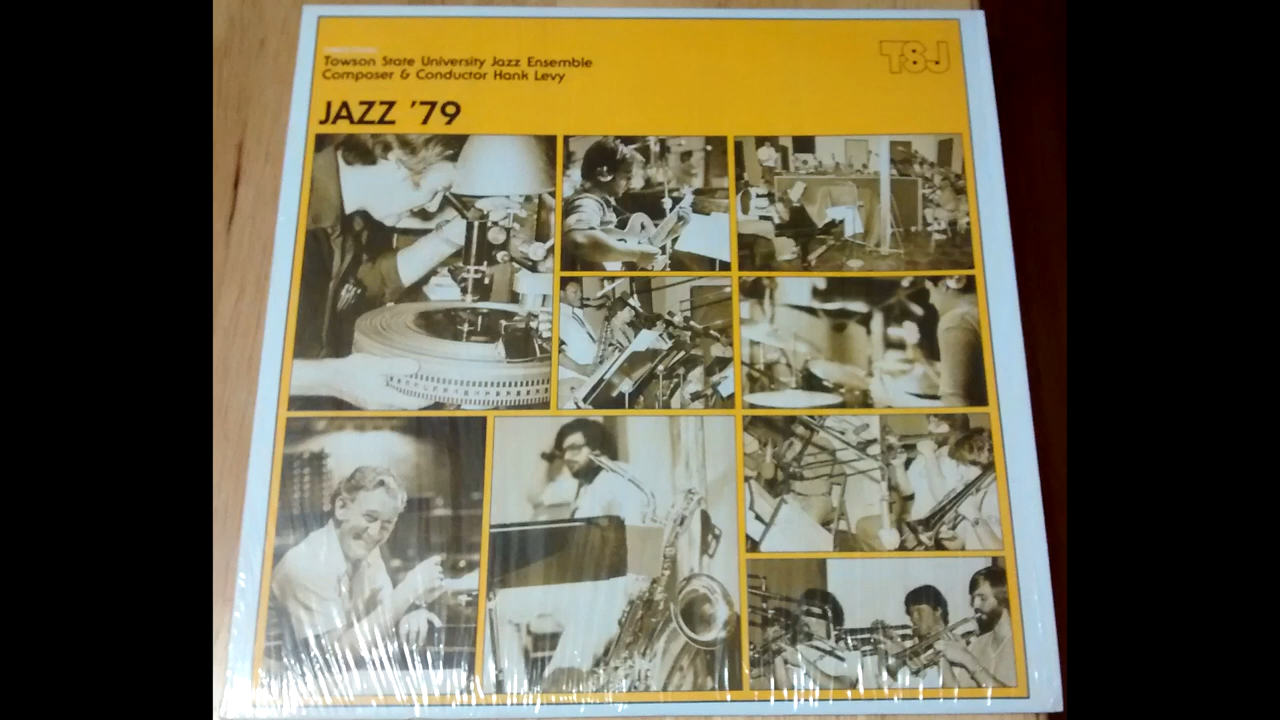 Towson State University Jazz Ensemble
Composer & Conductor Hank Levy
JAZZ '79